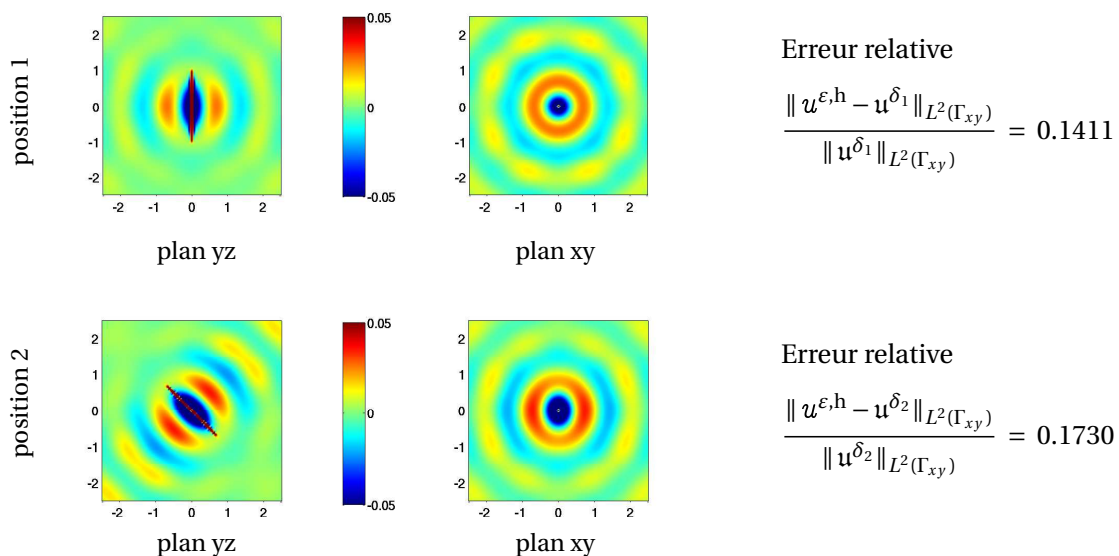 position 1
2
1
0
-1
-2
-2 -1 0 1 2
plan yz
0.05
0
-0.05
2
1
0
-1
-2
-2 -1 0 1 2
plan xy
Erreur relative
‖ u^{ε,h} − 𝔲^{δ_1} ‖_{L^2(Γ_{xy})} / ‖ 𝔲^{δ_1} ‖_{L^2(Γ_{xy})} = 0.1411
position 2
2
1
0
-1
-2
-2 -1 0 1 2
plan yz
0.05
0
-0.05
2
1
0
-1
-2
-2 -1 0 1 2
plan xy
Erreur relative
‖ u^{ε,h} − 𝔲^{δ_2} ‖_{L^2(Γ_{xy})} / ‖ 𝔲^{δ_2} ‖_{L^2(Γ_{xy})} = 0.1730